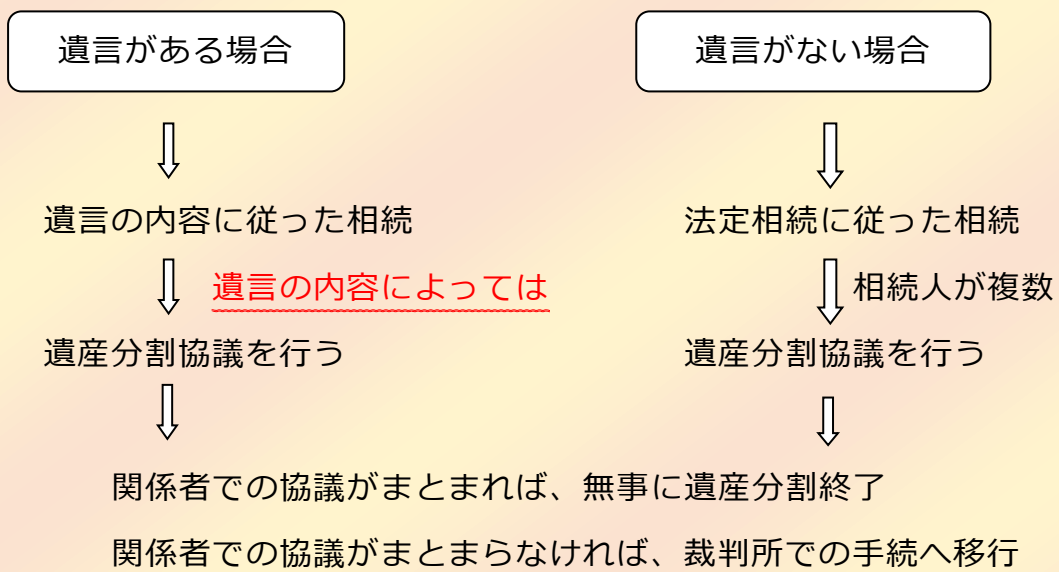 遺言がある場合
遺言がない場合
遺言の内容に従った相続
法定相続に従った相続
遺言の内容によっては
相続人が複数
遺産分割協議を行う
遺産分割協議を行う
関係者での協議がまとまれば、無事に遺産分割終了
関係者での協議がまとまらなければ、裁判所での手続へ移行